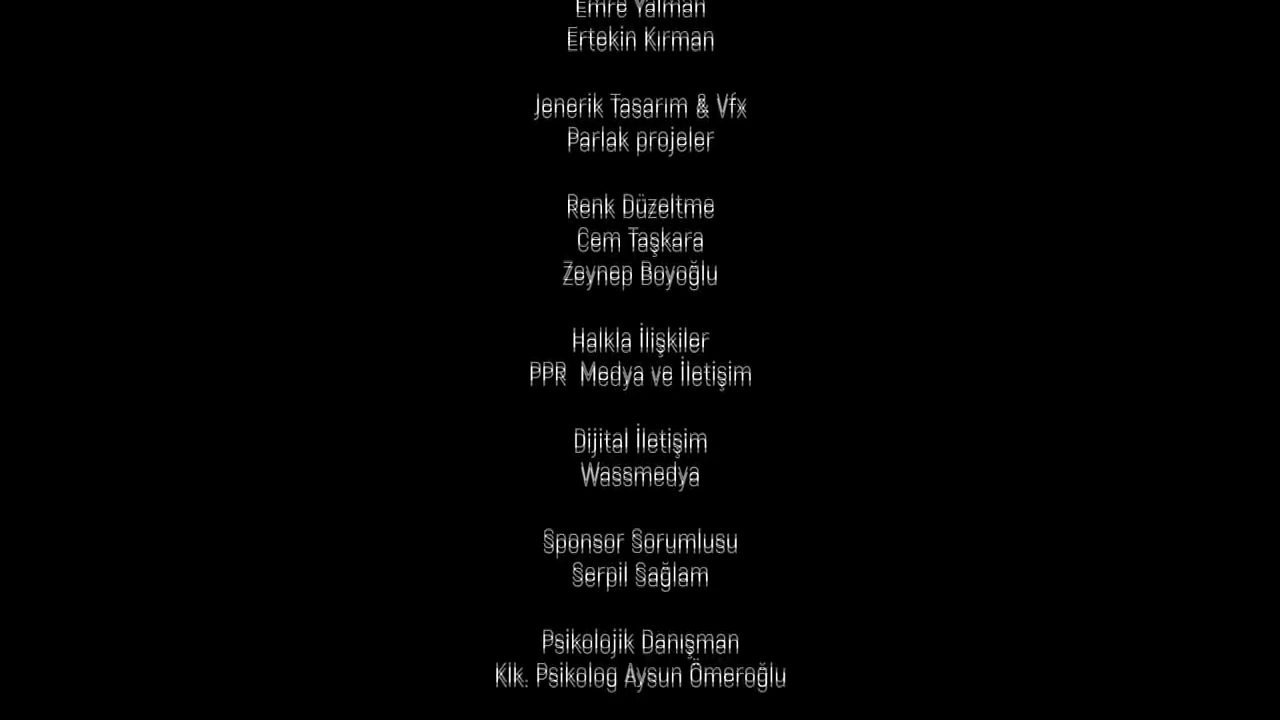 Emre Yalman
Ertekin Kırman
Jenerik Tasarım & Vfx
Parlak projeler
Renk Düzeltme
Cem Taşkara
Zeynep Boyoğlu
Halkla İlişkiler
PPR Medya ve İletişim
Dijital İletişim
Wassmedya
Sponsor Sorumlusu
Serpil Sağlam
Psikolojik Danışman
Klk. Psikolog Aysun Ömeroğlu